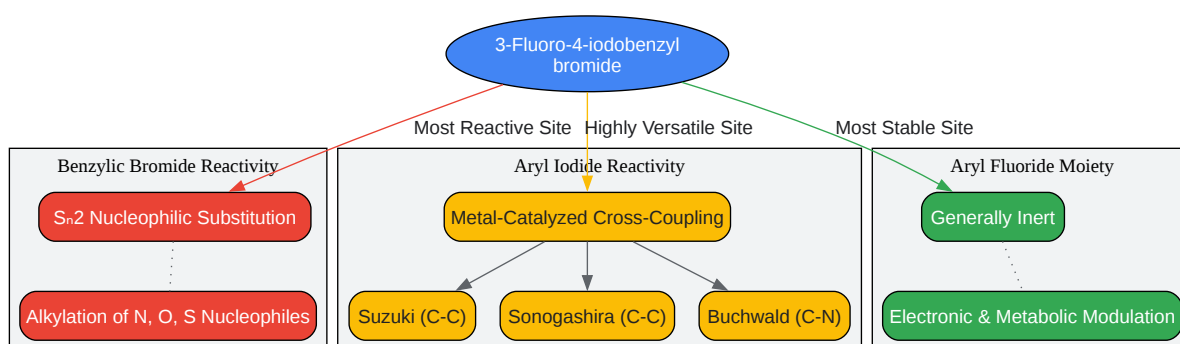 3-Fluoro-4-iodobenzyl
bromide
Most Reactive Site
Highly Versatile Site
Most Stable Site
Benzylic Bromide Reactivity
Aryl Iodide Reactivity
Aryl Fluoride Moiety
Sₙ2 Nucleophilic Substitution
Metal-Catalyzed Cross-Coupling
Generally Inert
Alkylation of N, O, S Nucleophiles
Suzuki (C-C)
Sonogashira (C-C)
Buchwald (C-N)
Electronic & Metabolic Modulation